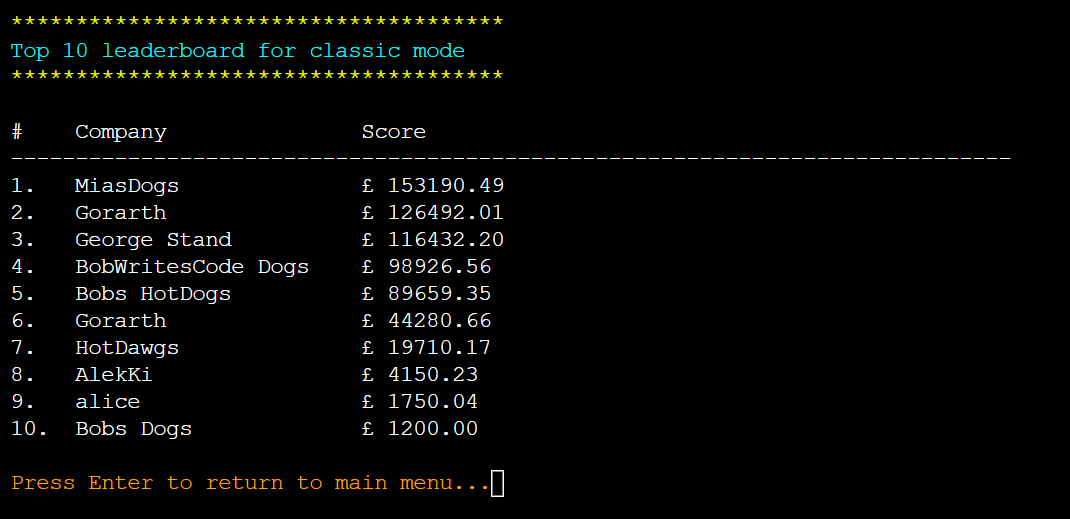 **************************************
Top 10 leaderboard for classic mode
**************************************
# Company Score
-----------------------------------------------------------------------------
1. MiasDogs £ 153190.49
2. Gorarth £ 126492.01
3. George Stand £ 116432.20
4. BobWritesCode Dogs £ 98926.56
5. Bobs HotDogs £ 89659.35
6. Gorarth £ 44280.66
7. HotDawgs £ 19710.17
8. AlekKi £ 4150.23
9. alice £ 1750.04
10. Bobs Dogs £ 1200.00
Press Enter to return to main menu...